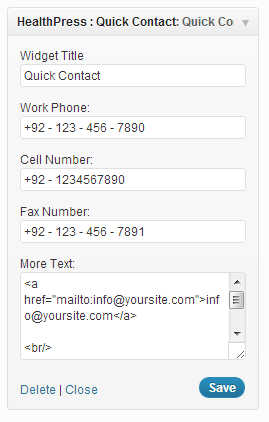 HealthPress : Quick Contact: Quick Co
Widget Title
Quick Contact
Work Phone:
+92 - 123 - 456 - 7890
Cell Number:
+92 - 1234567890
Fax Number:
+92 - 123 - 456 - 7891
More Text:
<a
href="mailto:info@yoursite.com">inf
o@yoursite.com</a>
<br/>
Delete | Close
Save